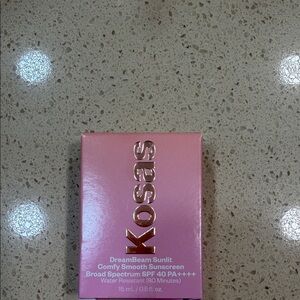 Kosas
DreamBeam Sunlit
Comfy Smooth Sunscreen
Broad Spectrum SPF 40 PA++++
Water Resistant (80 Minutes)
15 mL / 0.5 fl oz.